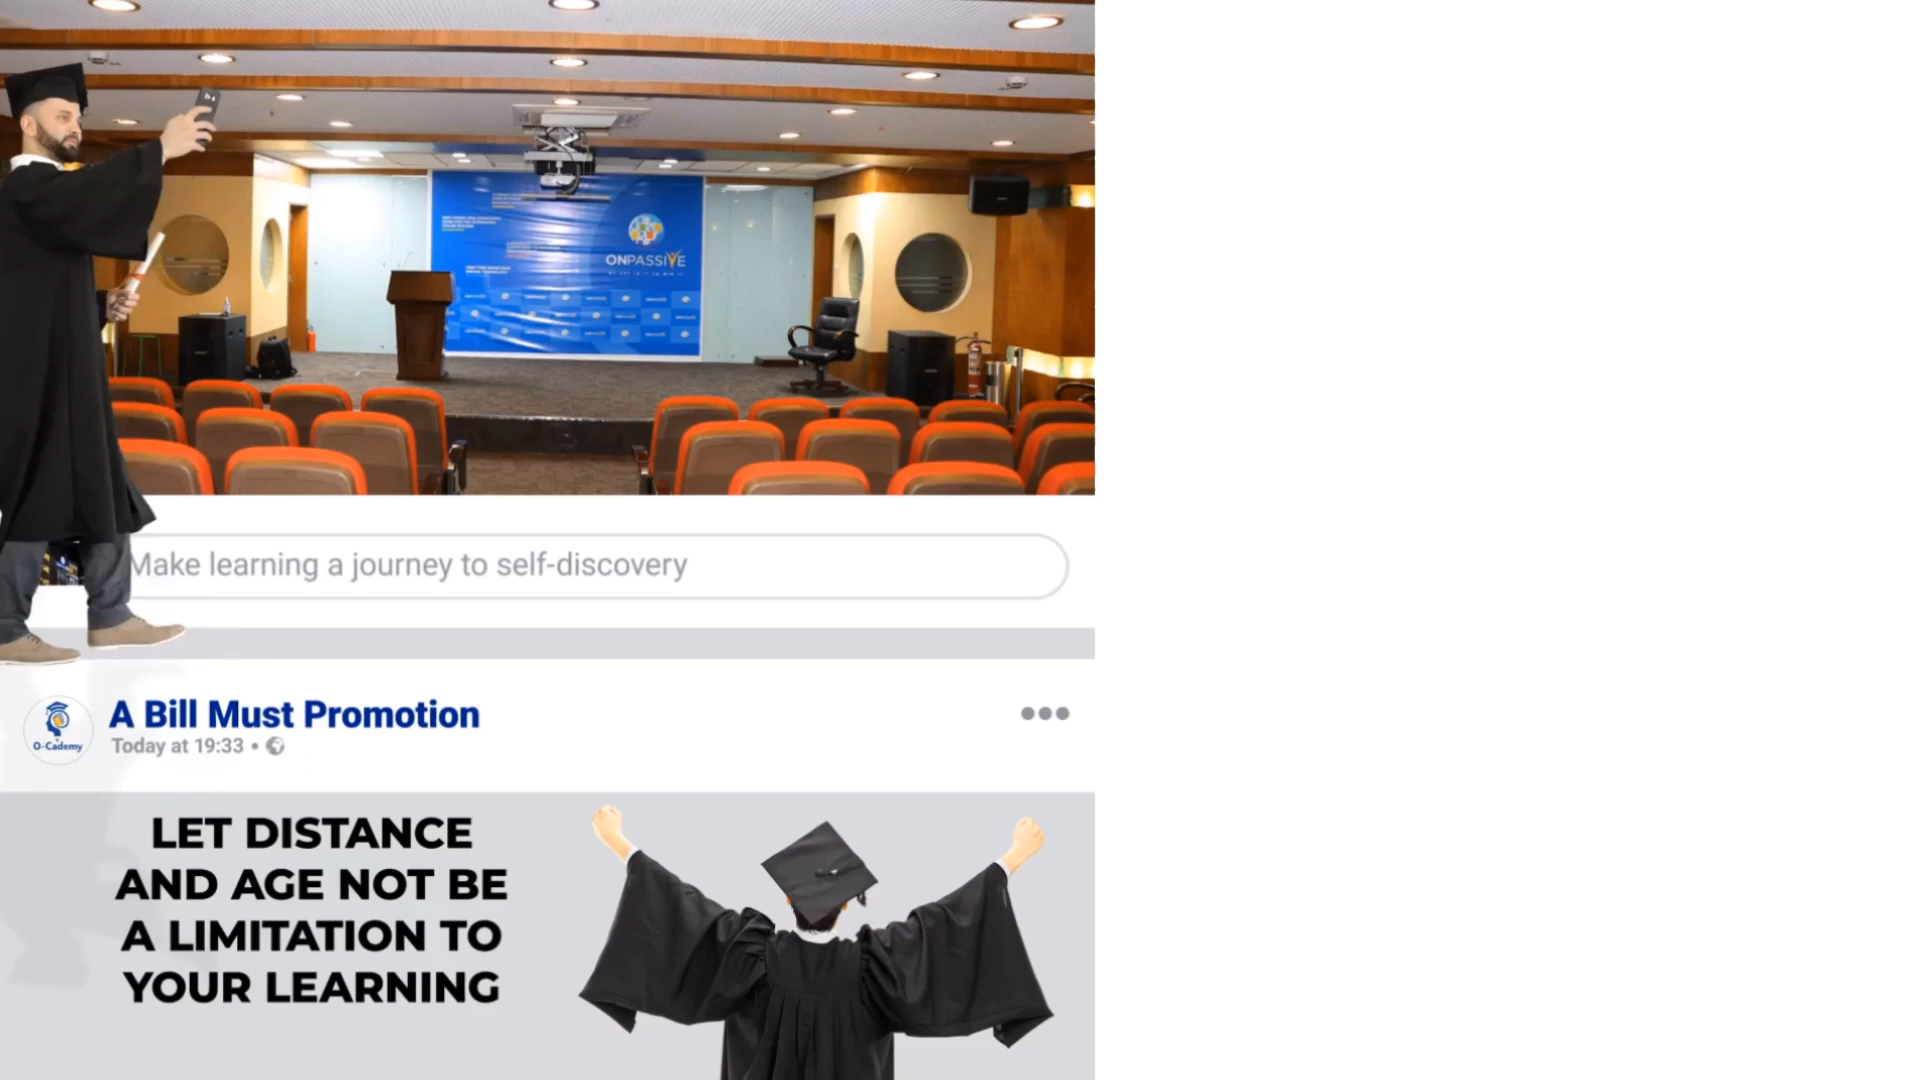 ONPASSIVE
Make learning a journey to self-discovery
A Bill Must Promotion
Today at 19:33 •
O-Cademy
LET DISTANCE
AND AGE NOT BE
A LIMITATION TO
YOUR LEARNING